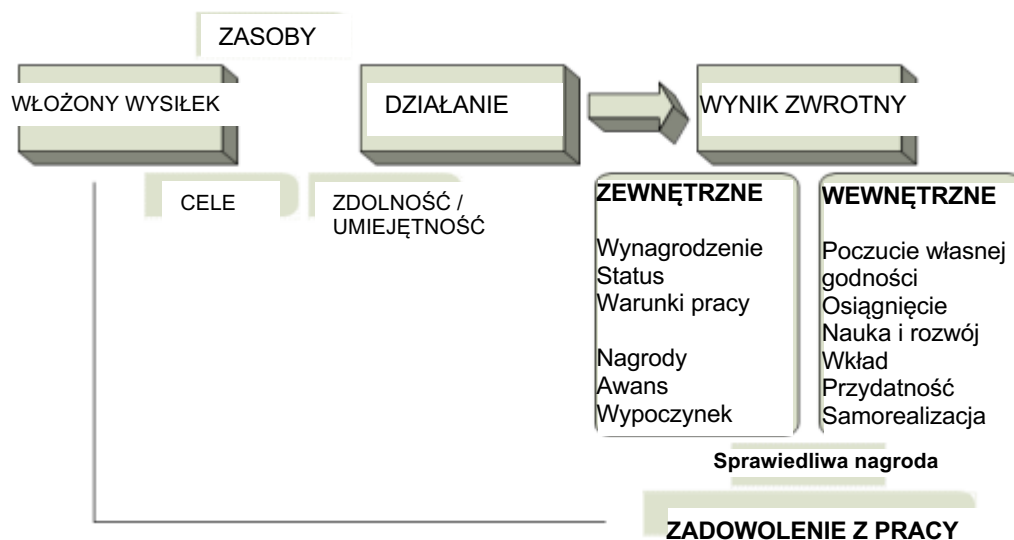 ZASOBY
WŁOŻONY WYSIŁEK
DZIAŁANIE
WYNIK ZWROTNY
CELE
ZDOLNOŚĆ /
UMIEJĘTNOŚĆ
ZEWNĘTRZNE
Wynagrodzenie
Status
Warunki pracy
Nagrody
Awans
Wypoczynek
WEWNĘTRZNE
Poczucie własnej
godności
Osiągnięcie
Nauka i rozwój
Wkład
Przydatność
Samorealizacja
Sprawiedliwa nagroda
ZADOWOLENIE Z PRACY